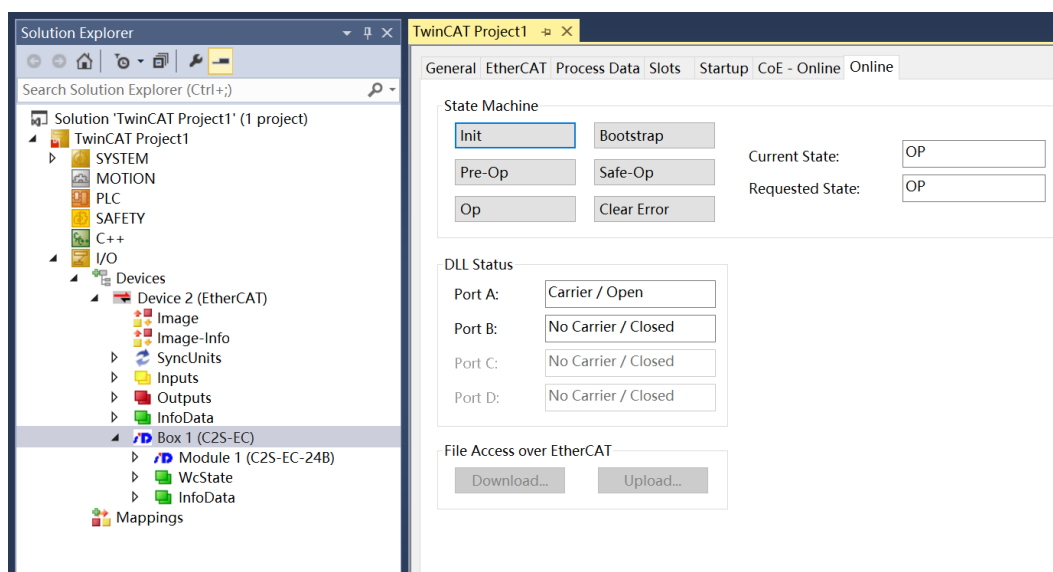 Solution Explorer
Search Solution Explorer (Ctrl+;)
Solution 'TwinCAT Project1' (1 project)
TwinCAT Project1
SYSTEM
MOTION
PLC
SAFETY
C++
I/O
Devices
Device 2 (EtherCAT)
Image
Image-Info
SyncUnits
Inputs
Outputs
InfoData
Box 1 (C2S-EC)
Module 1 (C2S-EC-24B)
WcState
InfoData
Mappings
TwinCAT Project1
General EtherCAT Process Data Slots Startup CoE - Online Online
State Machine
Init Bootstrap
Pre-Op Safe-Op
Op Clear Error
Current State: OP
Requested State: OP
DLL Status
Port A: Carrier / Open
Port B: No Carrier / Closed
Port C: No Carrier / Closed
Port D: No Carrier / Closed
File Access over EtherCAT
Download... Upload...